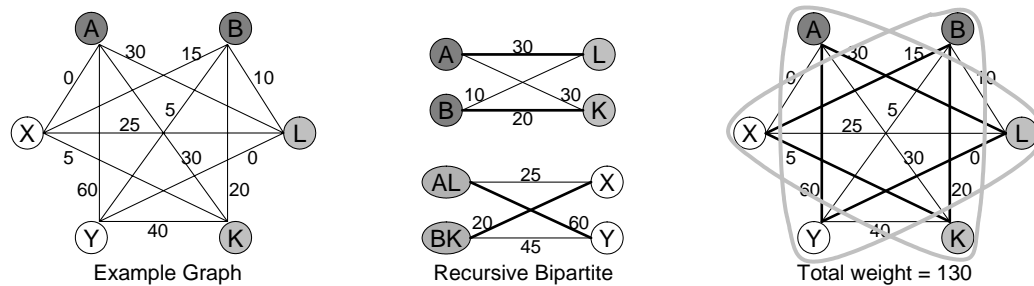 A B
30 15
0 10
5
X 25 L
5 30 0
60 20
Y 40 K
Example Graph
A 30 L
B 10 30 K
20
AL 25 X
20 60
BK 45 Y
Recursive Bipartite
A B
30 15
0 10
5
X 25 L
5 30 0
60 20
Y 40 K
Total weight = 130